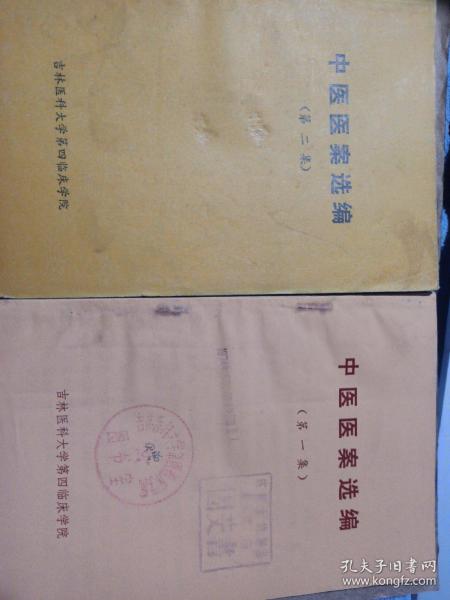 中医医案选编
（第二集）
吉林医科大学第四临床学院
中医医案选编
（第一集）
吉林医科大学第四临床学院
孔夫子旧书网
www.kongfz.com